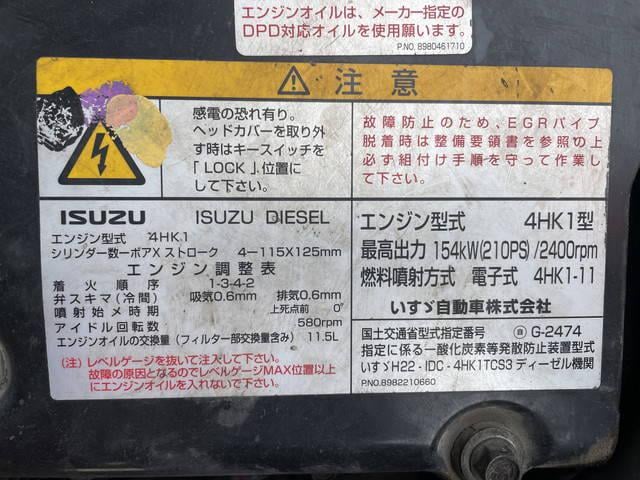 エンジンオイルは、メーカー指定の
DPD対応オイルを使用願います。
P.NO. 8980461710
注意
感電の恐れ有り。
ヘッドカバーを取り外
す時はキースイッチを
「LOCK」位置に
して下さい。
故障防止のため、EGRパイプ
脱着時は整備要領書を参照の上
必ず組付け手順を守って作業し
て下さい。
ISUZU ISUZU DIESEL
エンジン型式 4HK1
シリンダー数ーボアX ストローク 4ー115X125mm
エンジン調整表
着火順序 1-3-4-2
弁スキマ(冷間) 吸気0.6mm 排気0.6mm
噴射始メ時期 上死点前 0°
アイドル回転数 580rpm
エンジンオイルの交換量(フィルター部交換量含み) 11.5L
(注) レベルゲージを抜いて注入して下さい。
故障の原因となるのでレベルゲージMAX位置以上
にエンジンオイルを入れないで下さい。
エンジン型式 4HK1型
最高出力 154kW(210PS)/2400rpm
燃料噴射方式 電子式 4HK1-11
いすゞ自動車株式会社
国土交通省型式指定番号 自 G-2474
指定に係る一酸化炭素等発散防止装置型式
いすゞH22-IDC-4HK1TCS3 ディーゼル機関
P.NO.8982210660